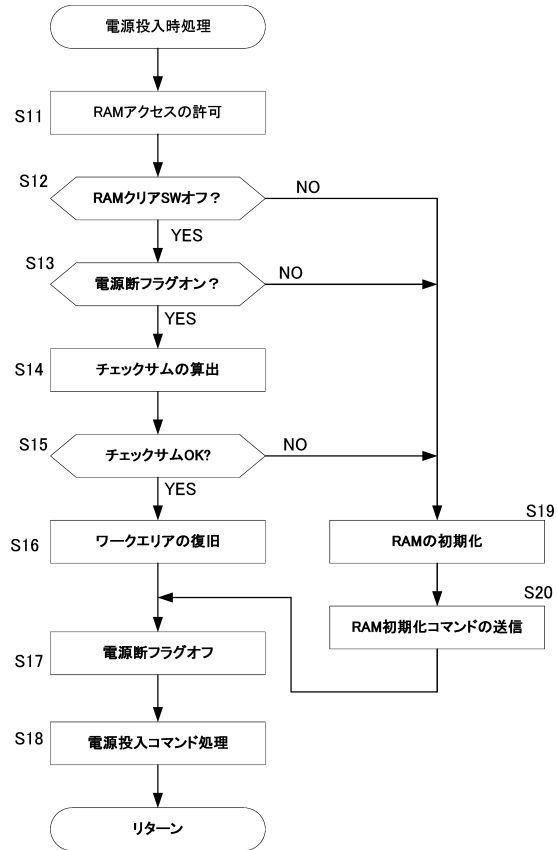 電源投入時処理
S11
RAMアクセスの許可
S12
RAMクリアSWオフ？
NO
YES
S13
電源断フラグオン？
NO
YES
S14
チェックサムの算出
S15
チェックサムOK?
NO
YES
S16
ワークエリアの復旧
S19
RAMの初期化
S20
RAM初期化コマンドの送信
S17
電源断フラグオフ
S18
電源投入コマンド処理
リターン